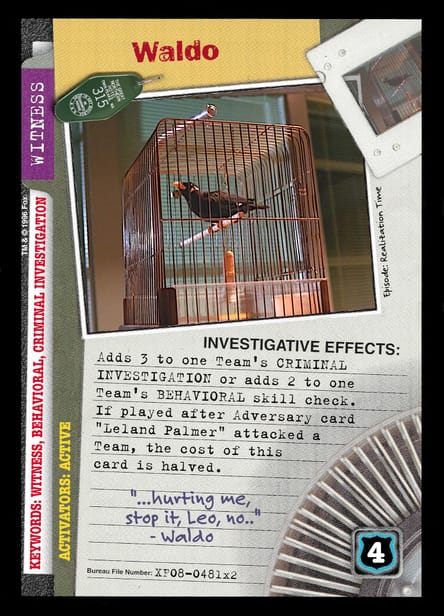 Waldo
WITNESS
315
TM & © 1996 Fox
KEYWORDS: WITNESS, BEHAVIORAL, CRIMINAL INVESTIGATION
ACTIVATORS: ACTIVE
Episode: Realization Time
INVESTIGATIVE EFFECTS:
Adds 3 to one Team's CRIMINAL
INVESTIGATION or adds 2 to one
Team's BEHAVIORAL skill check.
If played after Adversary card
"Leland Palmer" attacked a
Team, the cost of this
card is halved.
"...hurting me,
stop it, Leo, no.."
- Waldo
4
Bureau File Number: XF08-0481x2